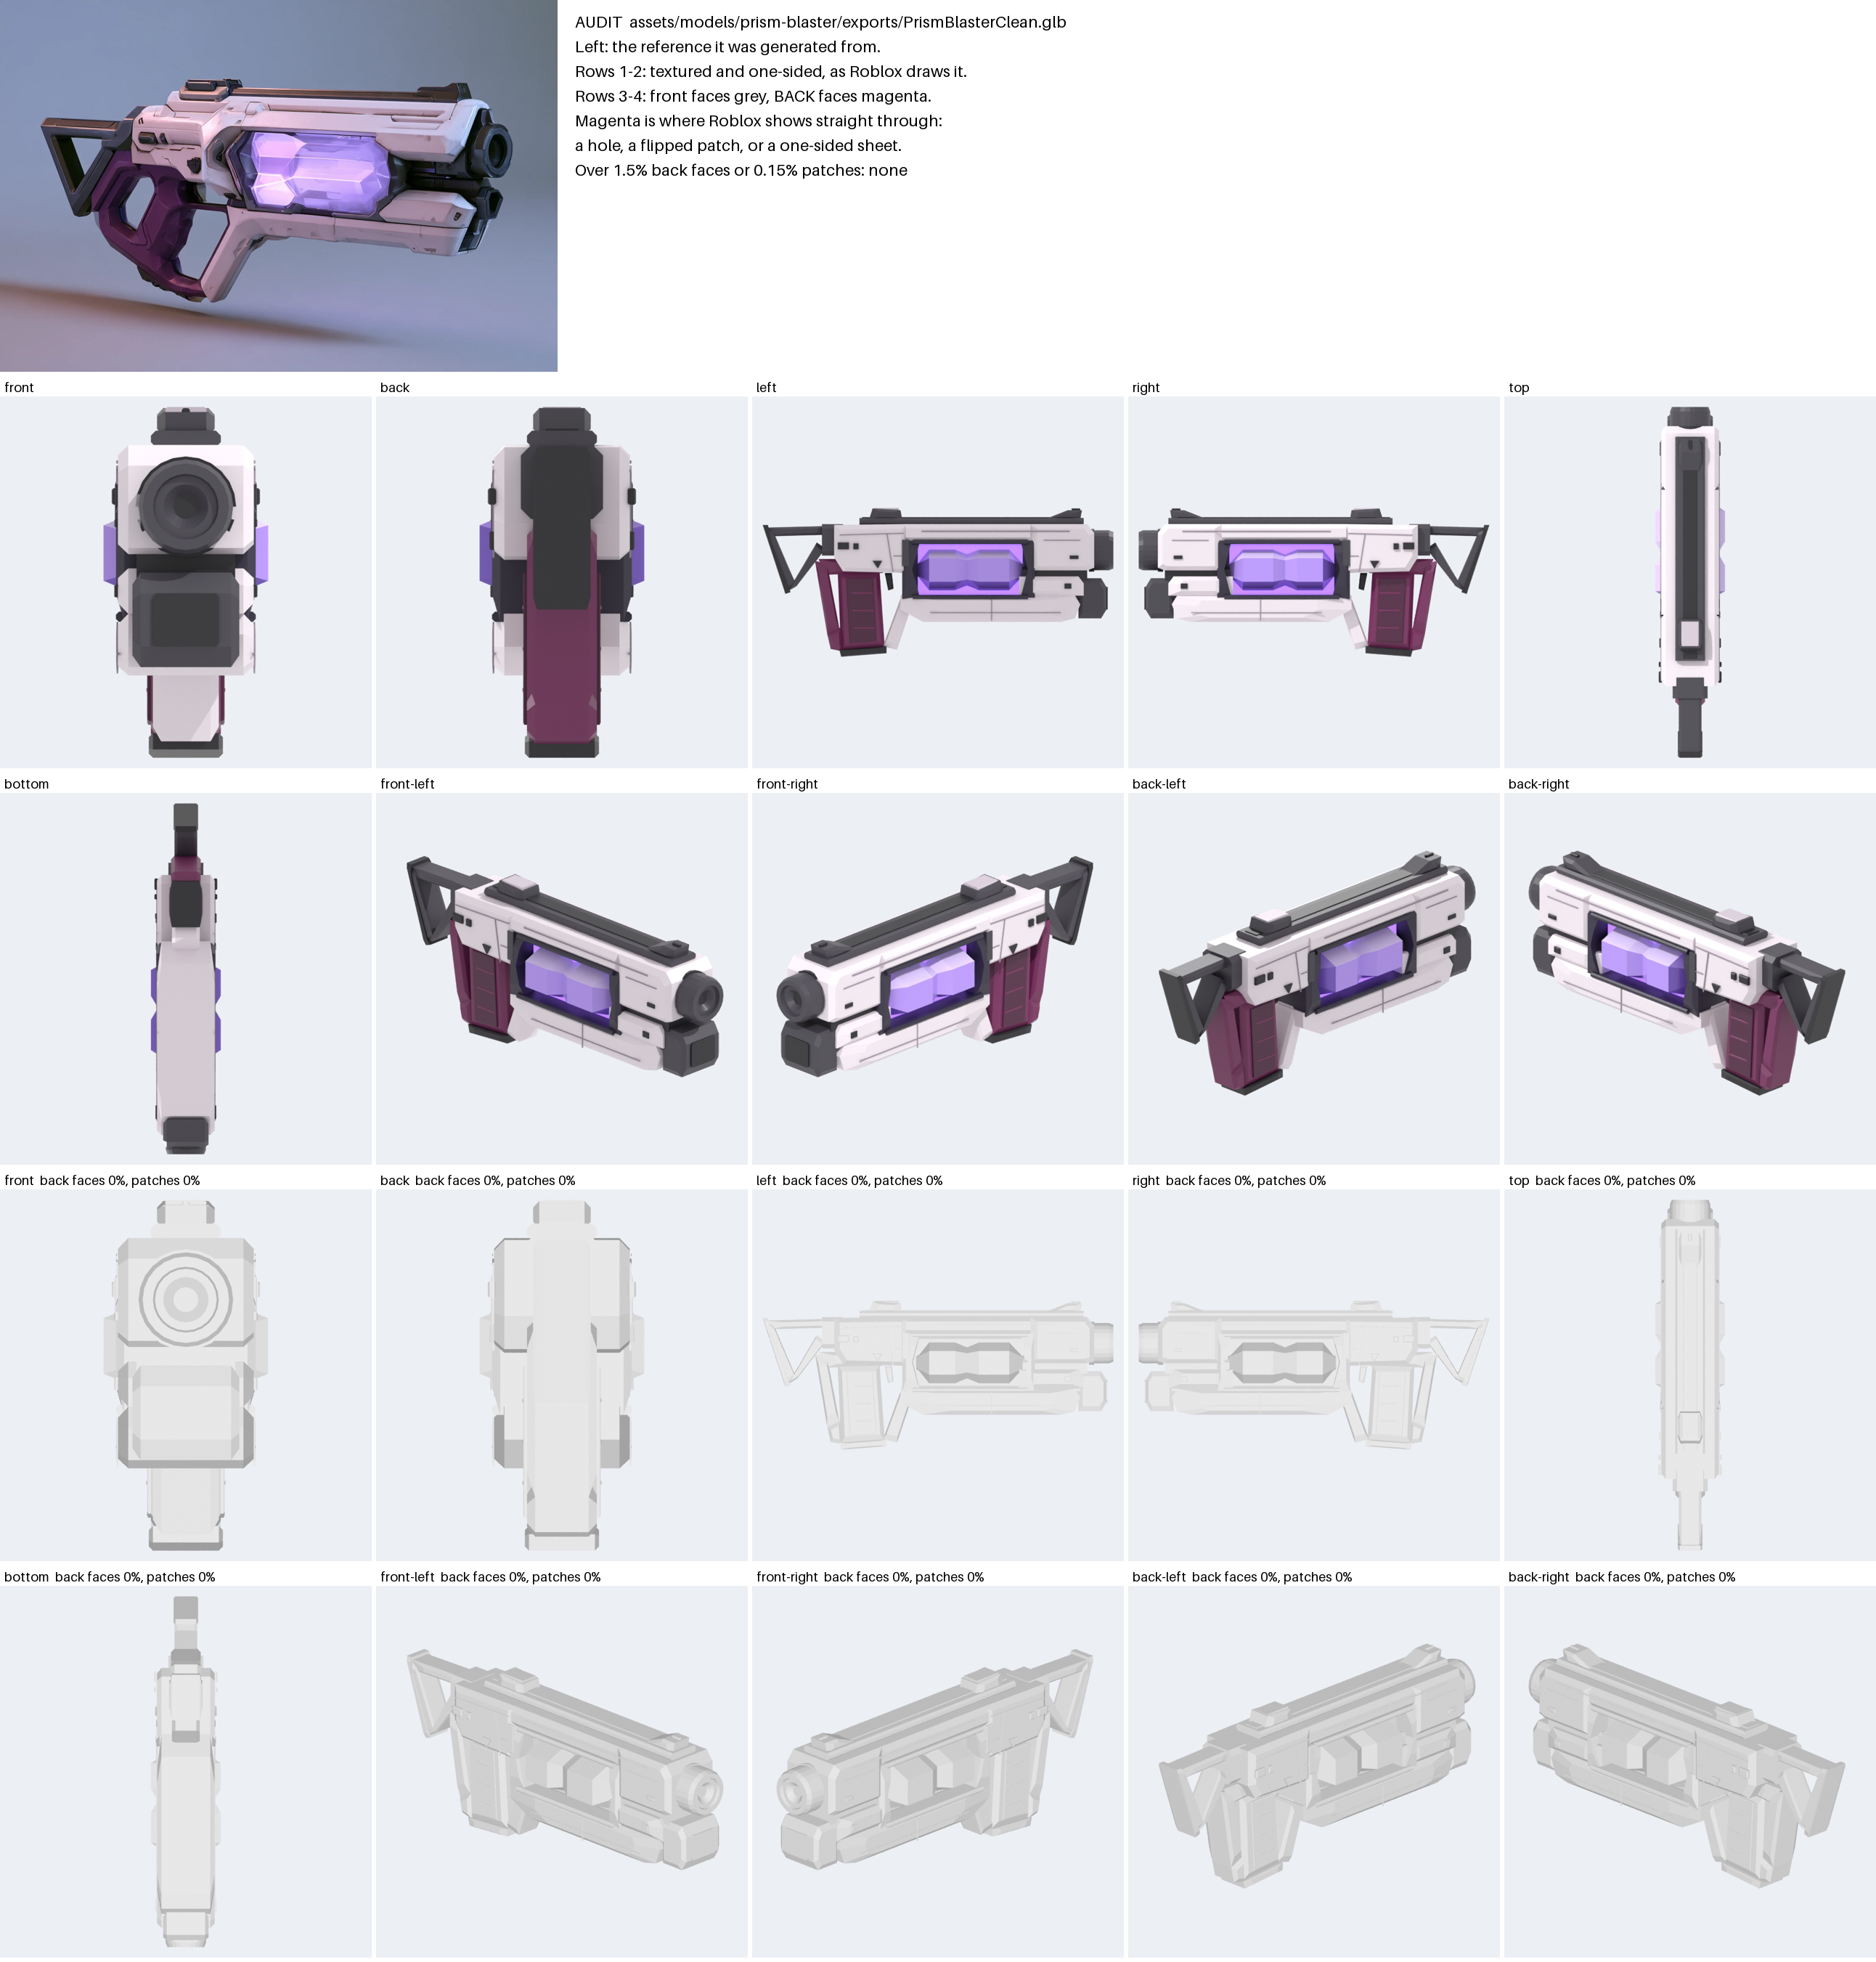 AUDIT assets/models/prism-blaster/exports/PrismBlasterClean.glb
Left: the reference it was generated from.
Rows 1-2: textured and one-sided, as Roblox draws it.
Rows 3-4: front faces grey, BACK faces magenta.
Magenta is where Roblox shows straight through:
a hole, a flipped patch, or a one-sided sheet.
Over 1.5% back faces or 0.15% patches: none
front
back
left
right
top
bottom
front-left
front-right
back-left
back-right
front back faces 0%, patches 0%
back back faces 0%, patches 0%
left back faces 0%, patches 0%
right back faces 0%, patches 0%
top back faces 0%, patches 0%
bottom back faces 0%, patches 0%
front-left back faces 0%, patches 0%
front-right back faces 0%, patches 0%
back-left back faces 0%, patches 0%
back-right back faces 0%, patches 0%